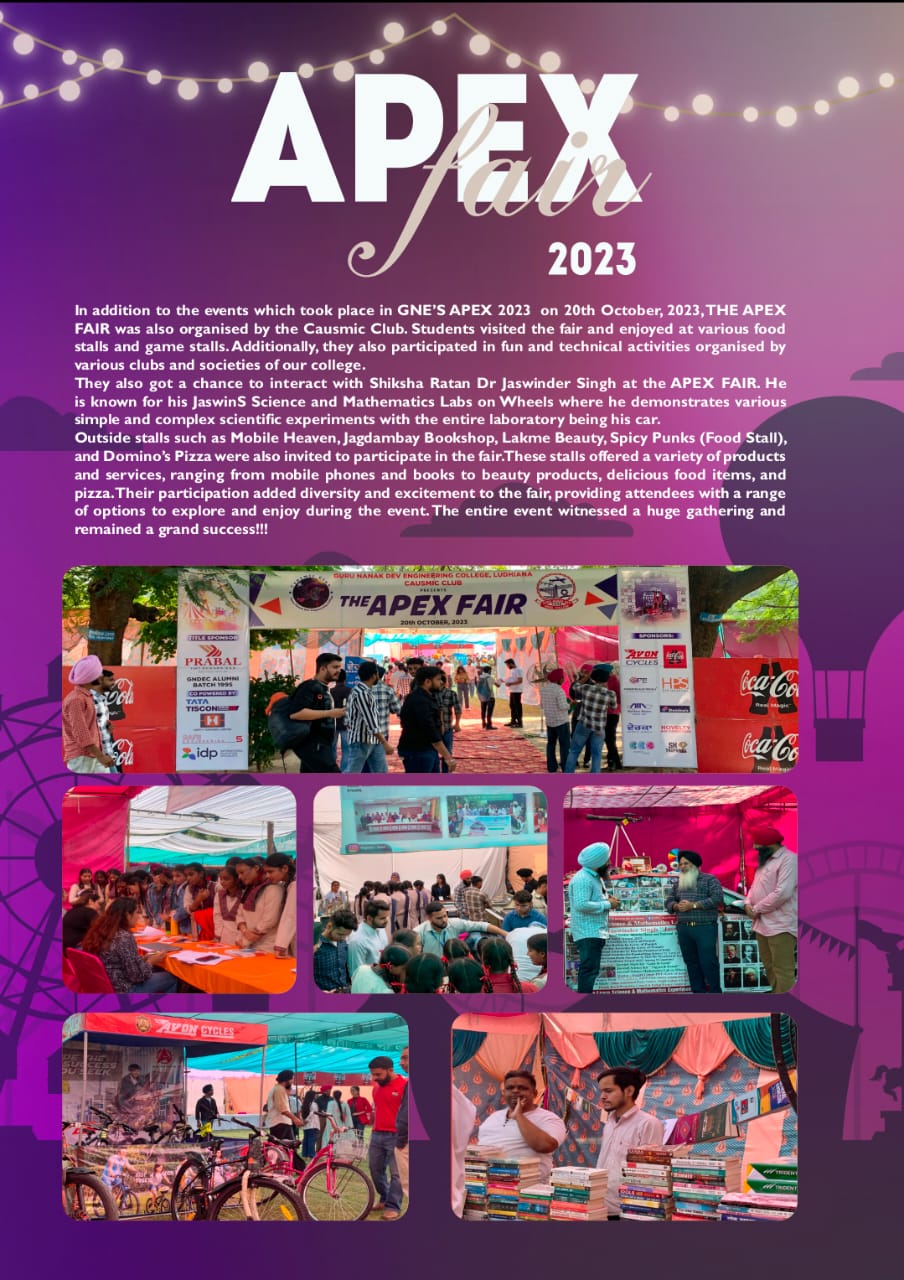 APEX
fair
2023
In addition to the events which took place in GNE'S APEX 2023 on 20th October, 2023, THE APEX
FAIR was also organised by the Causmic Club. Students visited the fair and enjoyed at various food
stalls and game stalls. Additionally, they also participated in fun and technical activities organised by
various clubs and societies of our college.
They also got a chance to interact with Shiksha Ratan Dr Jaswinder Singh at the APEX FAIR. He
is known for his JaswinS Science and Mathematics Labs on Wheels where he demonstrates various
simple and complex scientific experiments with the entire laboratory being his car.
Outside stalls such as Mobile Heaven, Jagdambay Bookshop, Lakme Beauty, Spicy Punks (Food Stall),
and Domino's Pizza were also invited to participate in the fair.These stalls offered a variety of products
and services, ranging from mobile phones and books to beauty products, delicious food items, and
pizza. Their participation added diversity and excitement to the fair, providing attendees with a range
of options to explore and enjoy during the event. The entire event witnessed a huge gathering and
remained a grand success!!!
GURU NANAK DEV ENGINEERING COLLEGE, LUDHIANA
CAUSMIC CLUB
PRESENTS
THE APEX FAIR
20th OCTOBER, 2023
TITLE SPONSOR
PRABAL
GNDEC ALUMNI
BATCH 1995
CO POWERED BY
TATA
TISCON
idp
SPONSORS:
AVON
CYCLES
HPS
NOVELTY
ਵੇਰਕਾ
Coca-Co
Real Magic
Coca-Co
AVON CYCLES
SUCCESS
YOU SEEK
TRIDENT